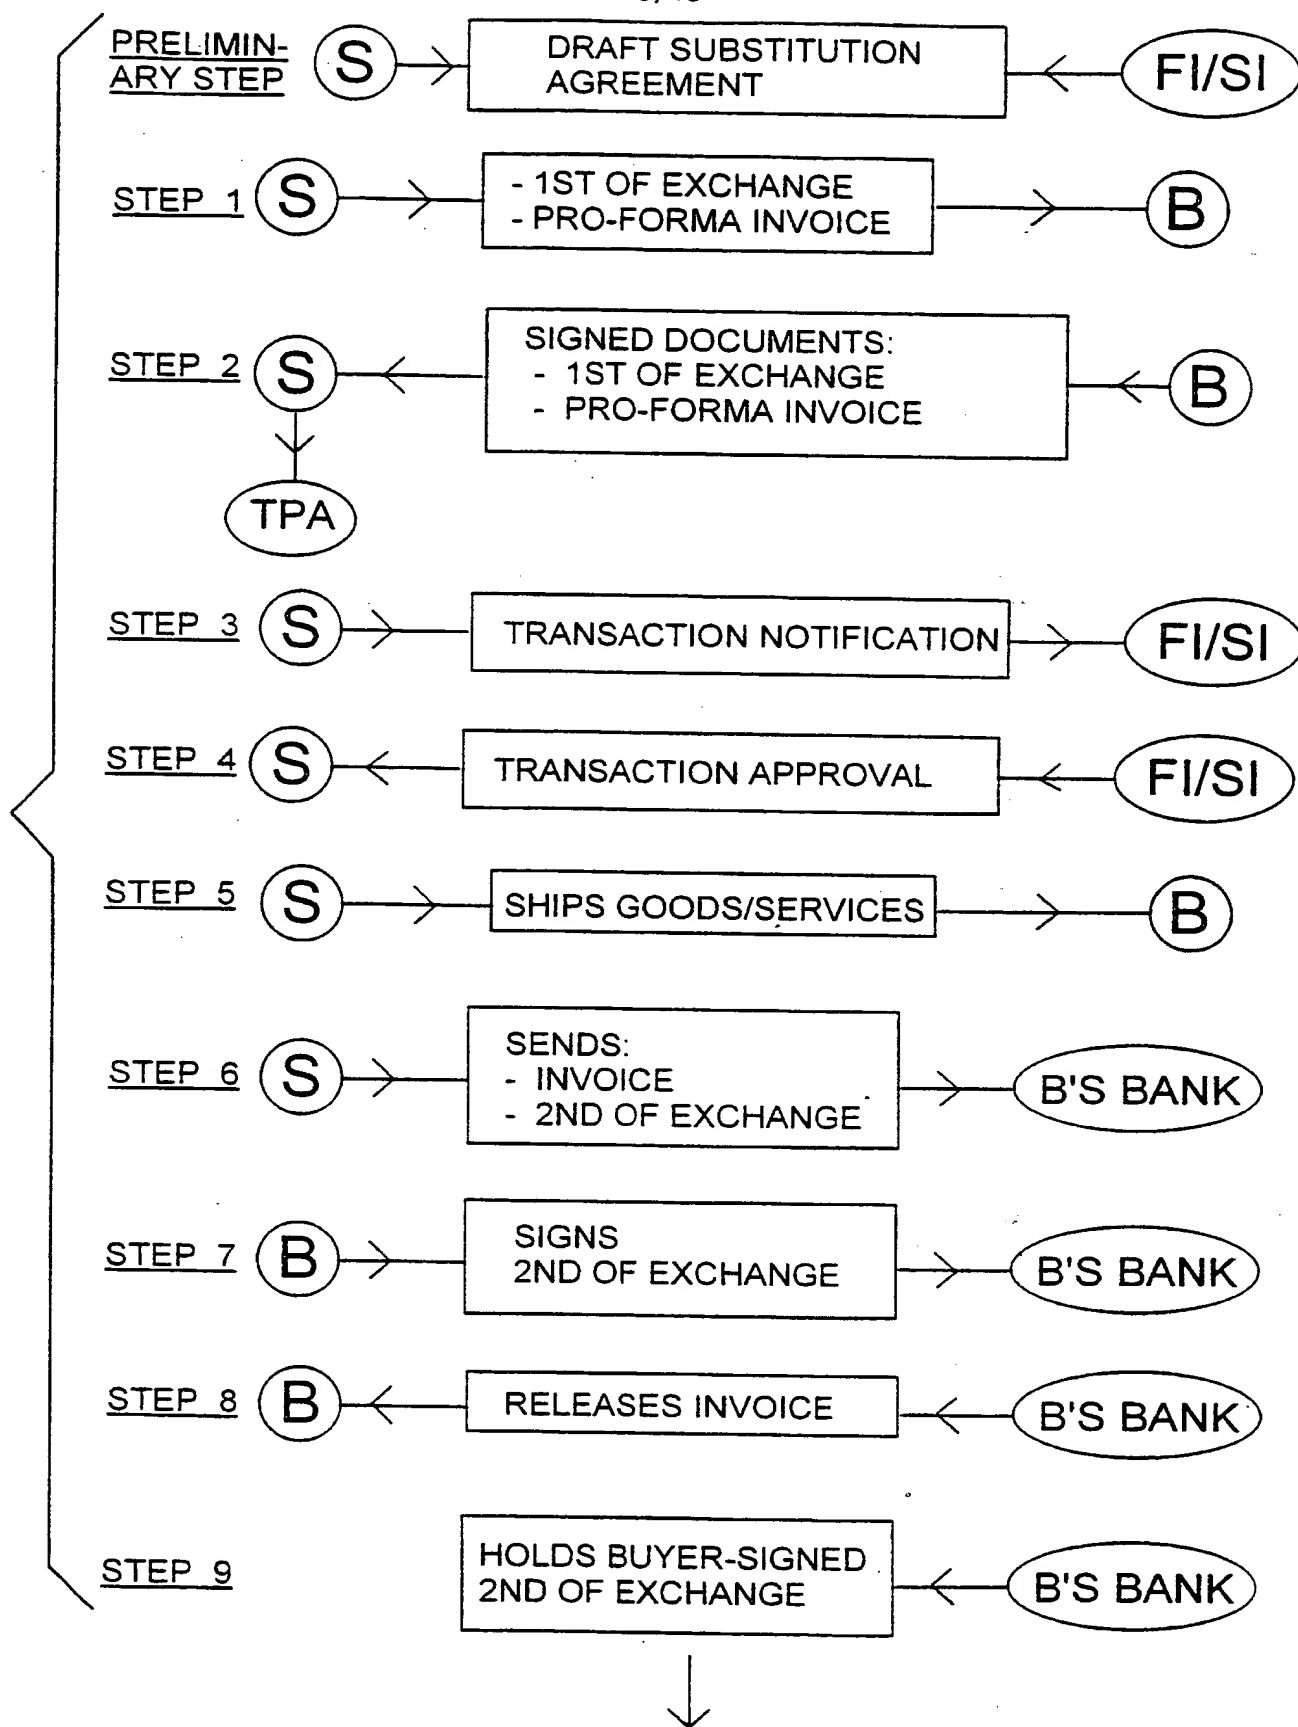 PRELIMIN-
ARY STEP
S
DRAFT SUBSTITUTION
AGREEMENT
FI/SI
STEP 1
S
- 1ST OF EXCHANGE
- PRO-FORMA INVOICE
B
STEP 2
S
SIGNED DOCUMENTS:
- 1ST OF EXCHANGE
- PRO-FORMA INVOICE
B
TPA
STEP 3
S
TRANSACTION NOTIFICATION
FI/SI
STEP 4
S
TRANSACTION APPROVAL
FI/SI
STEP 5
S
SHIPS GOODS/SERVICES
B
STEP 6
S
SENDS:
- INVOICE
- 2ND OF EXCHANGE
B'S BANK
STEP 7
B
SIGNS
2ND OF EXCHANGE
B'S BANK
STEP 8
B
RELEASES INVOICE
B'S BANK
STEP 9
HOLDS BUYER-SIGNED
2ND OF EXCHANGE
B'S BANK